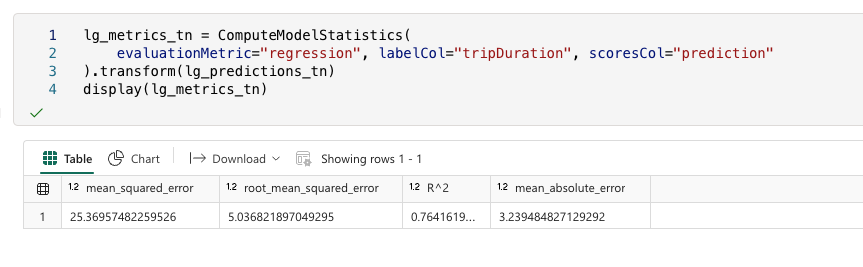 1 lg_metrics_tn = ComputeModelStatistics(
2     evaluationMetric="regression", labelCol="tripDuration", scoresCol="prediction"
3 ).transform(lg_predictions_tn)
4 display(lg_metrics_tn)
Table Chart Download Showing rows 1 - 1
1.2 mean_squared_error 1.2 root_mean_squared_error 1.2 R^2 1.2 mean_absolute_error
1 25.36957482259526 5.036821897049295 0.7641619... 3.239484827129292